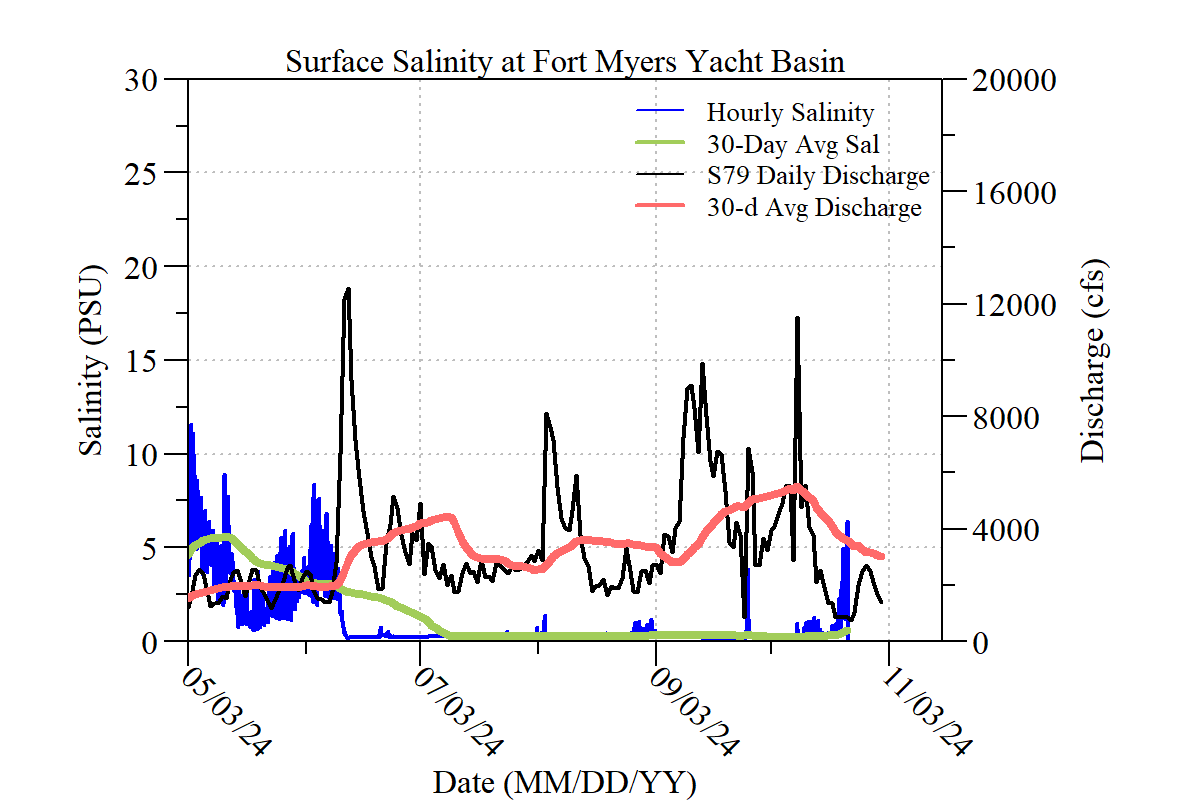 Surface Salinity at Fort Myers Yacht Basin
30
25
20
15
10
5
0
Salinity (PSU)
20000
16000
12000
8000
4000
0
Discharge (cfs)
Hourly Salinity
30-Day Avg Sal
S79 Daily Discharge
30-d Avg Discharge
05/03/24
07/03/24
09/03/24
11/03/24
Date (MM/DD/YY)